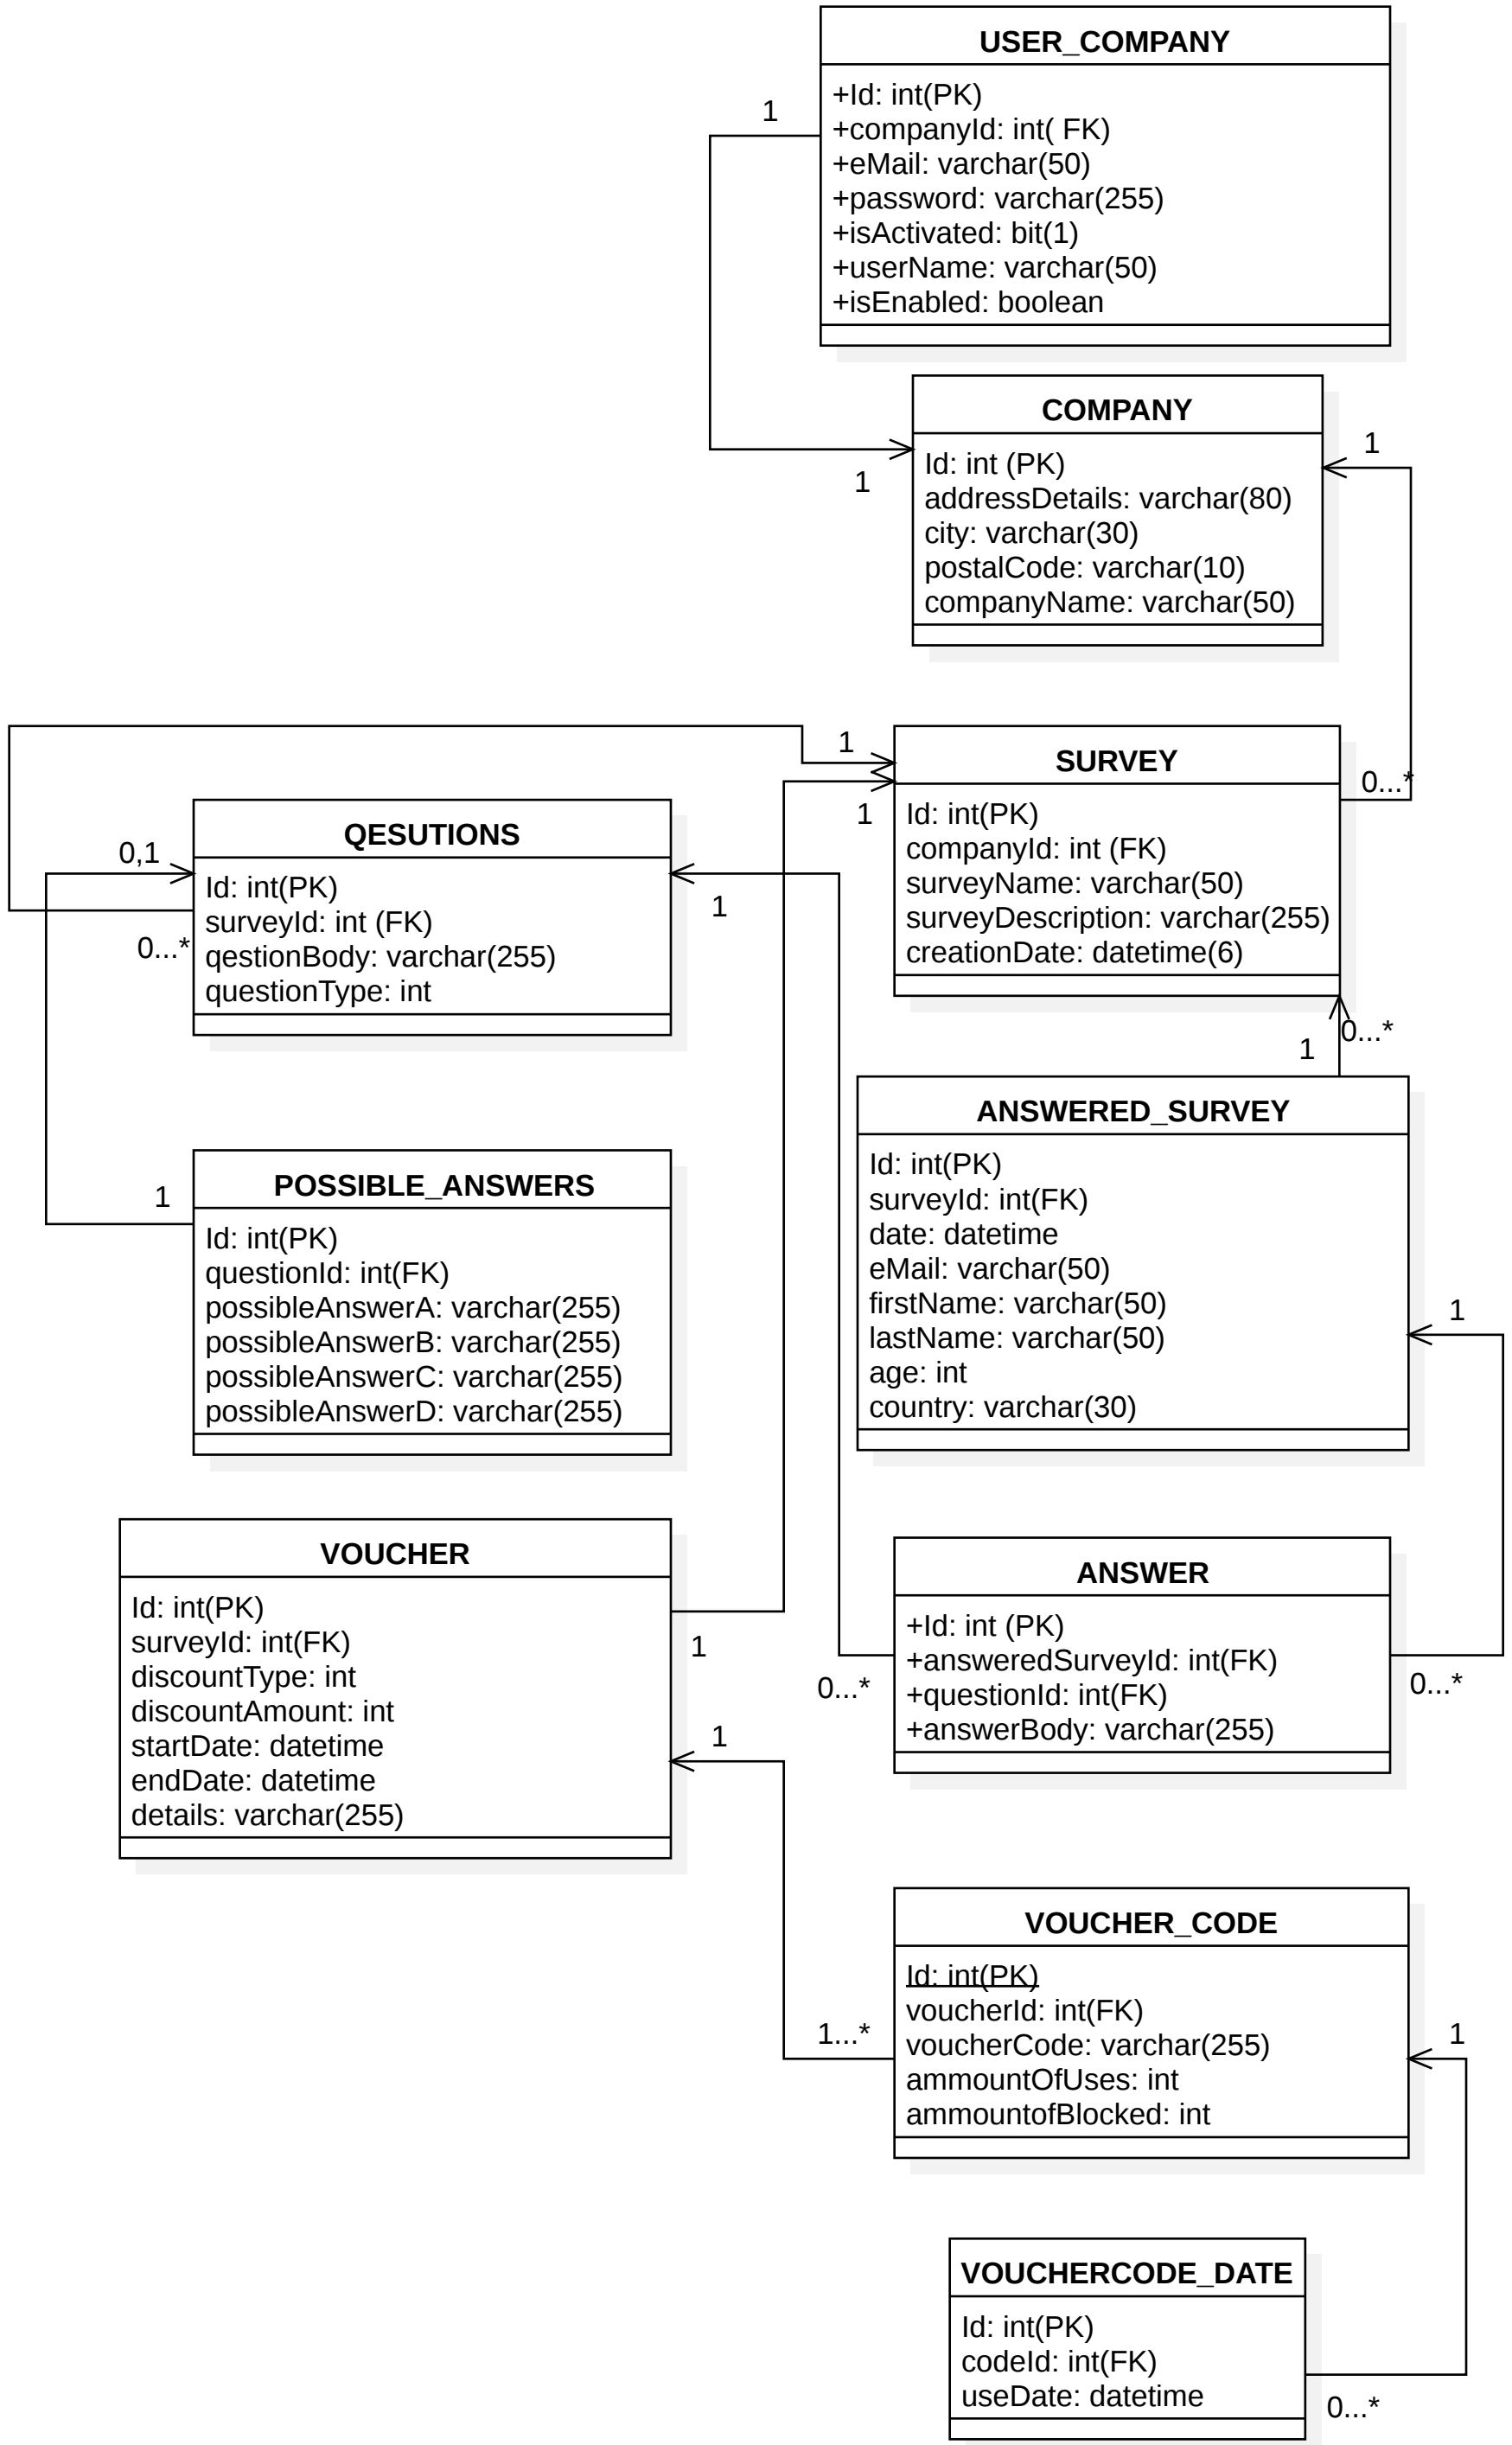 USER_COMPANY
+Id: int(PK)
+companyId: int( FK)
+eMail: varchar(50)
+password: varchar(255)
+isActivated: bit(1)
+userName: varchar(50)
+isEnabled: boolean
1
1
COMPANY
Id: int (PK)
addressDetails: varchar(80)
city: varchar(30)
postalCode: varchar(10)
companyName: varchar(50)
1
0...*
1
1
SURVEY
Id: int(PK)
companyId: int (FK)
surveyName: varchar(50)
surveyDescription: varchar(255)
creationDate: datetime(6)
QESUTIONS
Id: int(PK)
surveyId: int (FK)
qestionBody: varchar(255)
questionType: int
0,1
0...*
1
0...*
1
ANSWERED_SURVEY
Id: int(PK)
surveyId: int(FK)
date: datetime
eMail: varchar(50)
firstName: varchar(50)
lastName: varchar(50)
age: int
country: varchar(30)
1
POSSIBLE_ANSWERS
Id: int(PK)
questionId: int(FK)
possibleAnswerA: varchar(255)
possibleAnswerB: varchar(255)
possibleAnswerC: varchar(255)
possibleAnswerD: varchar(255)
1
VOUCHER
Id: int(PK)
surveyId: int(FK)
discountType: int
discountAmount: int
startDate: datetime
endDate: datetime
details: varchar(255)
1
1
ANSWER
+Id: int (PK)
+answeredSurveyId: int(FK)
+questionId: int(FK)
+answerBody: varchar(255)
0...*
0...*
VOUCHER_CODE
Id: int(PK)
voucherId: int(FK)
voucherCode: varchar(255)
ammountOfUses: int
ammountofBlocked: int
1...*
1
VOUCHERCODE_DATE
Id: int(PK)
codeId: int(FK)
useDate: datetime
0...*